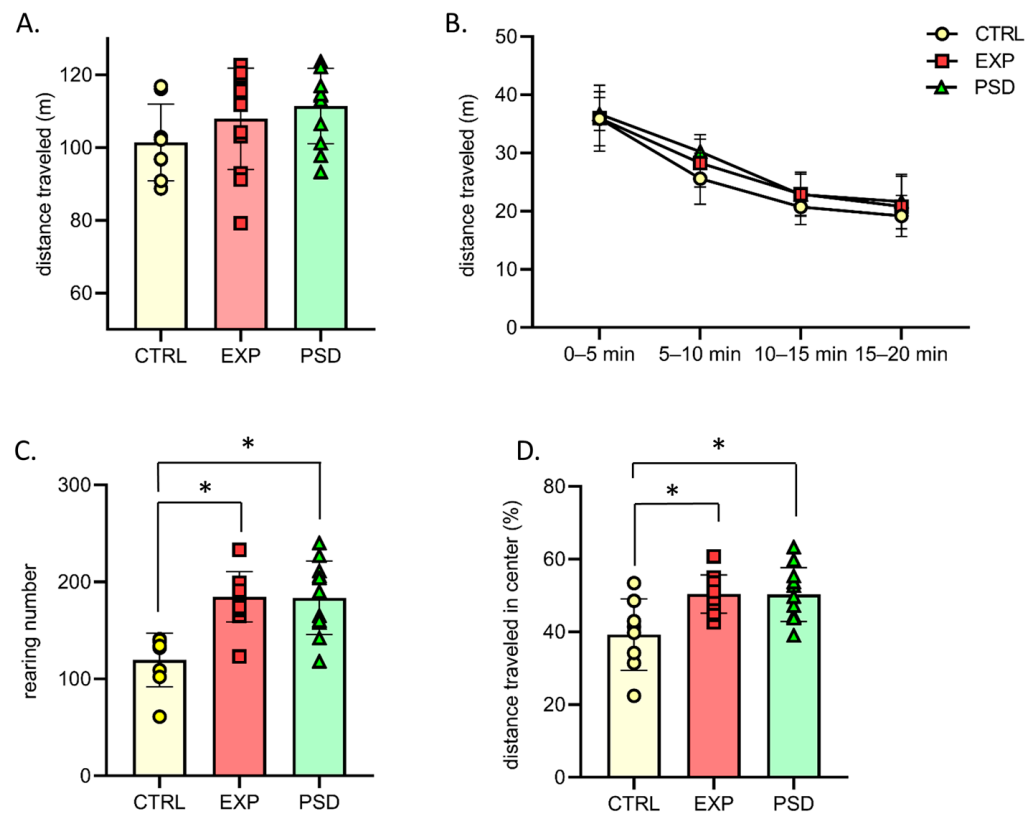 A.
distance traveled (m)
120
100
80
60
CTRL EXP PSD
B.
distance traveled (m)
50
40
30
20
10
0
0–5 min 5–10 min 10–15 min 15–20 min
CTRL
EXP
PSD
C.
rearing number
300
200
100
0
CTRL EXP PSD
*
*
D.
distance traveled in center (%)
80
60
40
20
0
CTRL EXP PSD
*
*